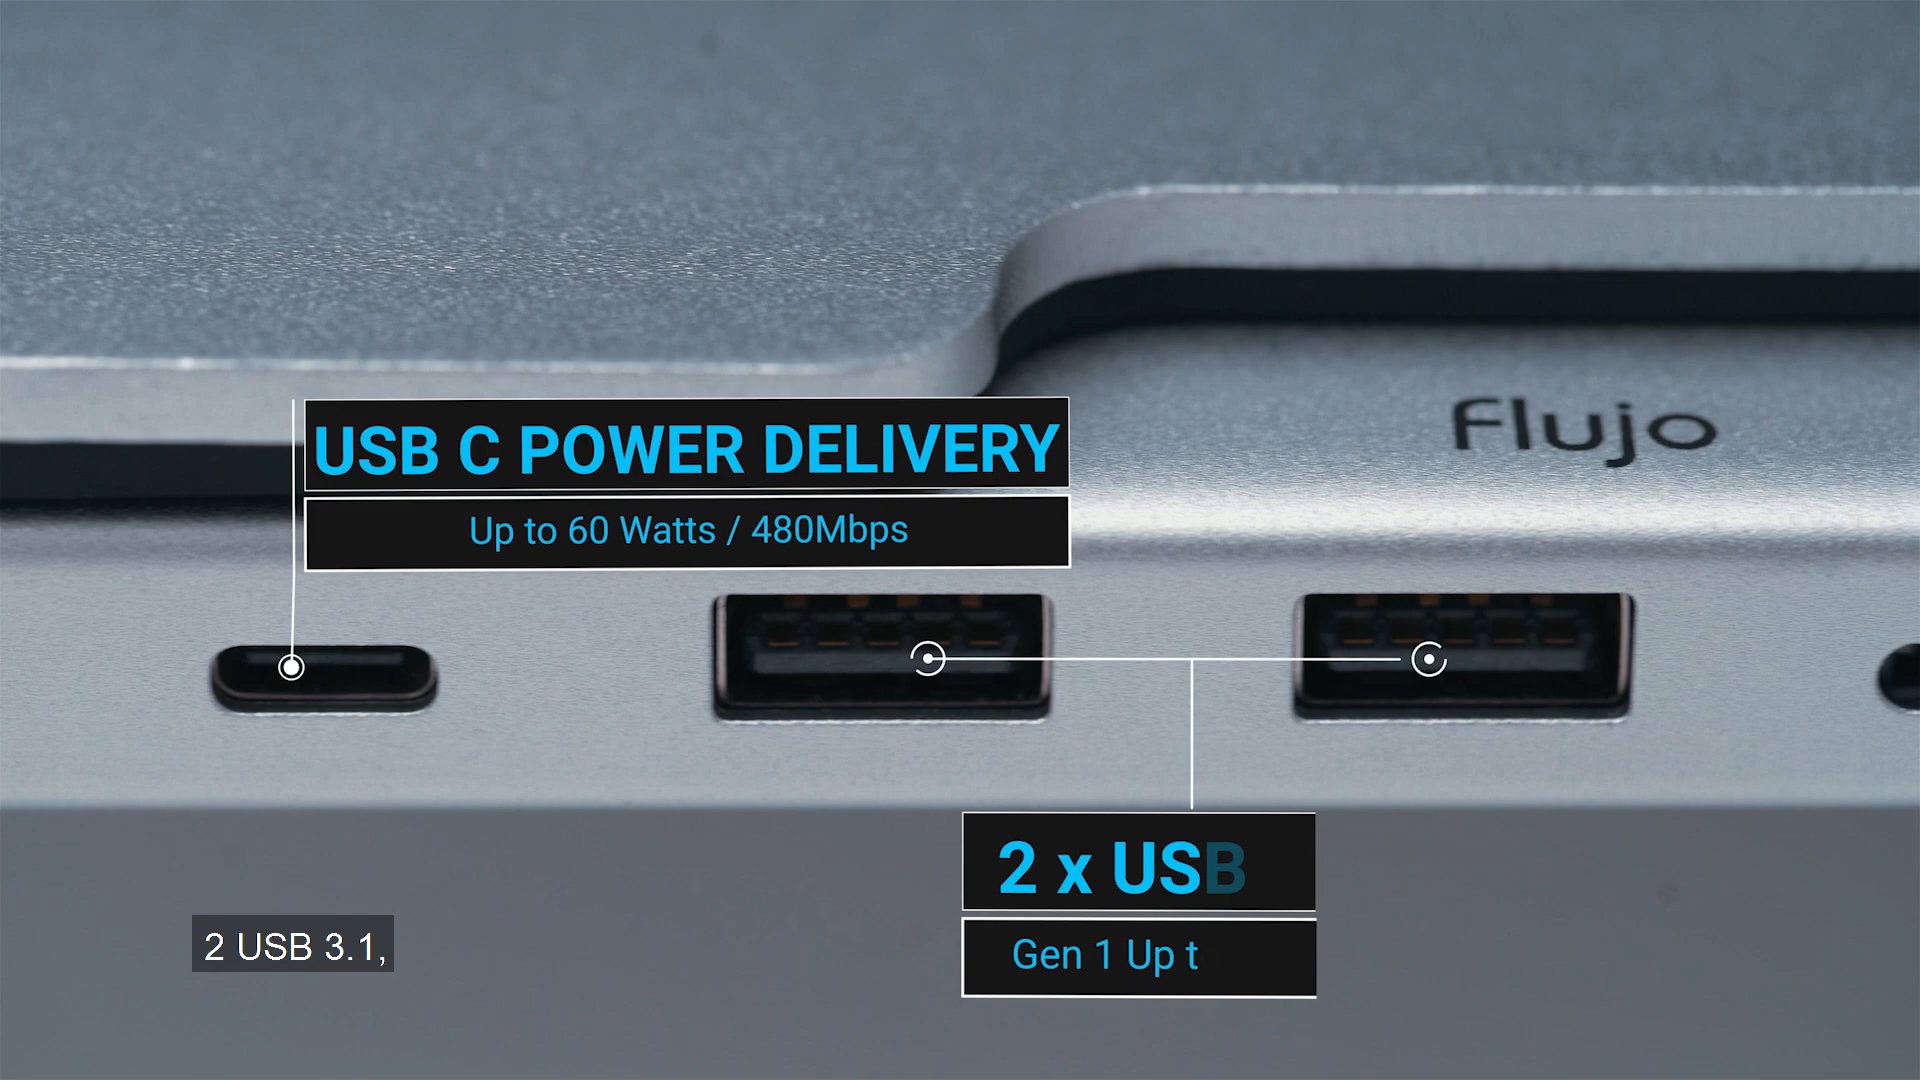 flujo
USB C POWER DELIVERY
Up to 60 Watts / 480Mbps
2 x USB
Gen 1 Up t
2 USB 3.1,